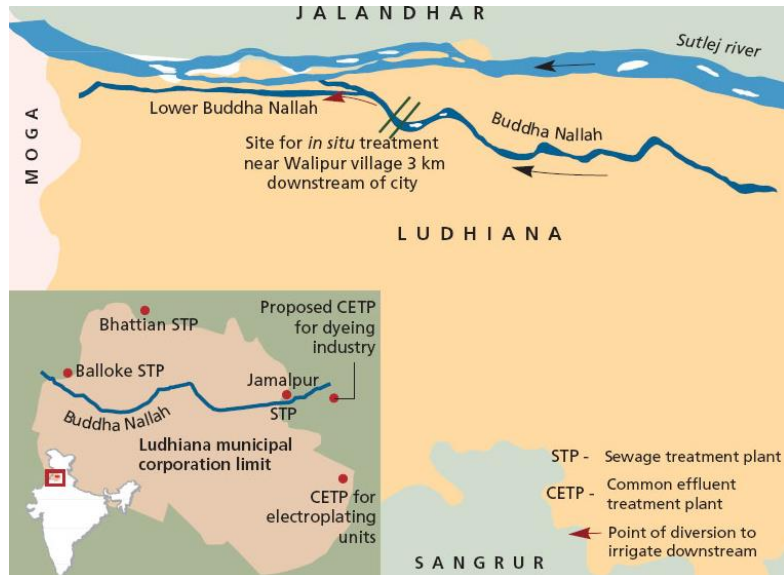 JALANDHAR
Sutlej river
Lower Buddha Nallah
Buddha Nallah
Site for in situ treatment
near Walipur village 3 km
downstream of city
MOGA
LUDHIANA
Bhattian STP
Proposed CETP
for dyeing
industry
Balloke STP
Jamalpur
STP
Buddha Nallah
Ludhiana municipal
corporation limit
CETP for
electroplating
units
STP - Sewage treatment plant
CETP - Common effluent
treatment plant
Point of diversion to
irrigate downstream
SANGRUR